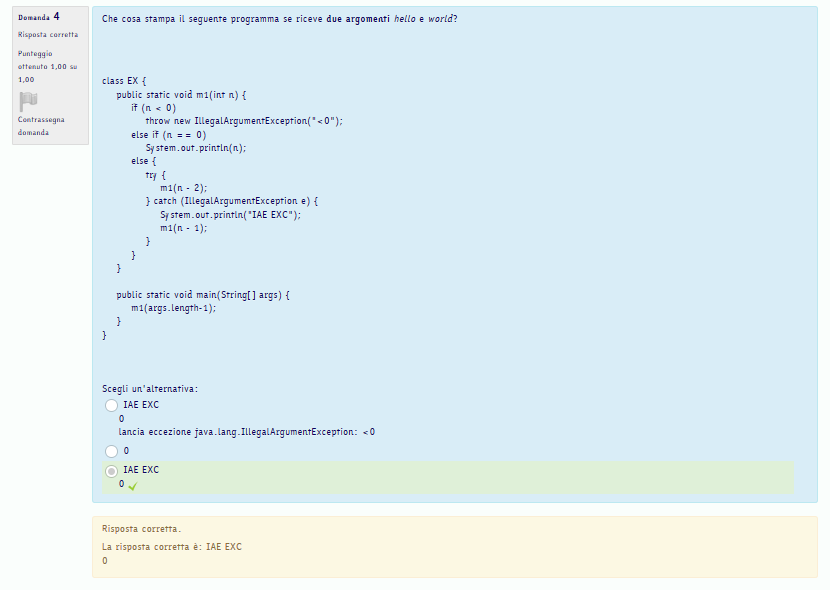 Domanda 4
Risposta corretta
Punteggio
ottenuto 1,00 su
1,00
Contrassegna
domanda
Che cosa stampa il seguente programma se riceve due argomenti hello e world?
class EX {
public static void m1(int n) {
if (n < 0)
throw new IllegalArgumentException("<0");
else if (n == 0)
System.out.println(n);
else {
try {
m1(n - 2);
} catch (IllegalArgumentException e) {
System.out.println("IAE EXC");
m1(n - 1);
}
}
}
public static void main(String[] args) {
m1(args.length-1);
}
}
Scegli un'alternativa:
IAE EXC
0
lancia eccezione java.lang.IllegalArgumentException: <0
0
IAE EXC
0
Risposta corretta.
La risposta corretta è: IAE EXC
0